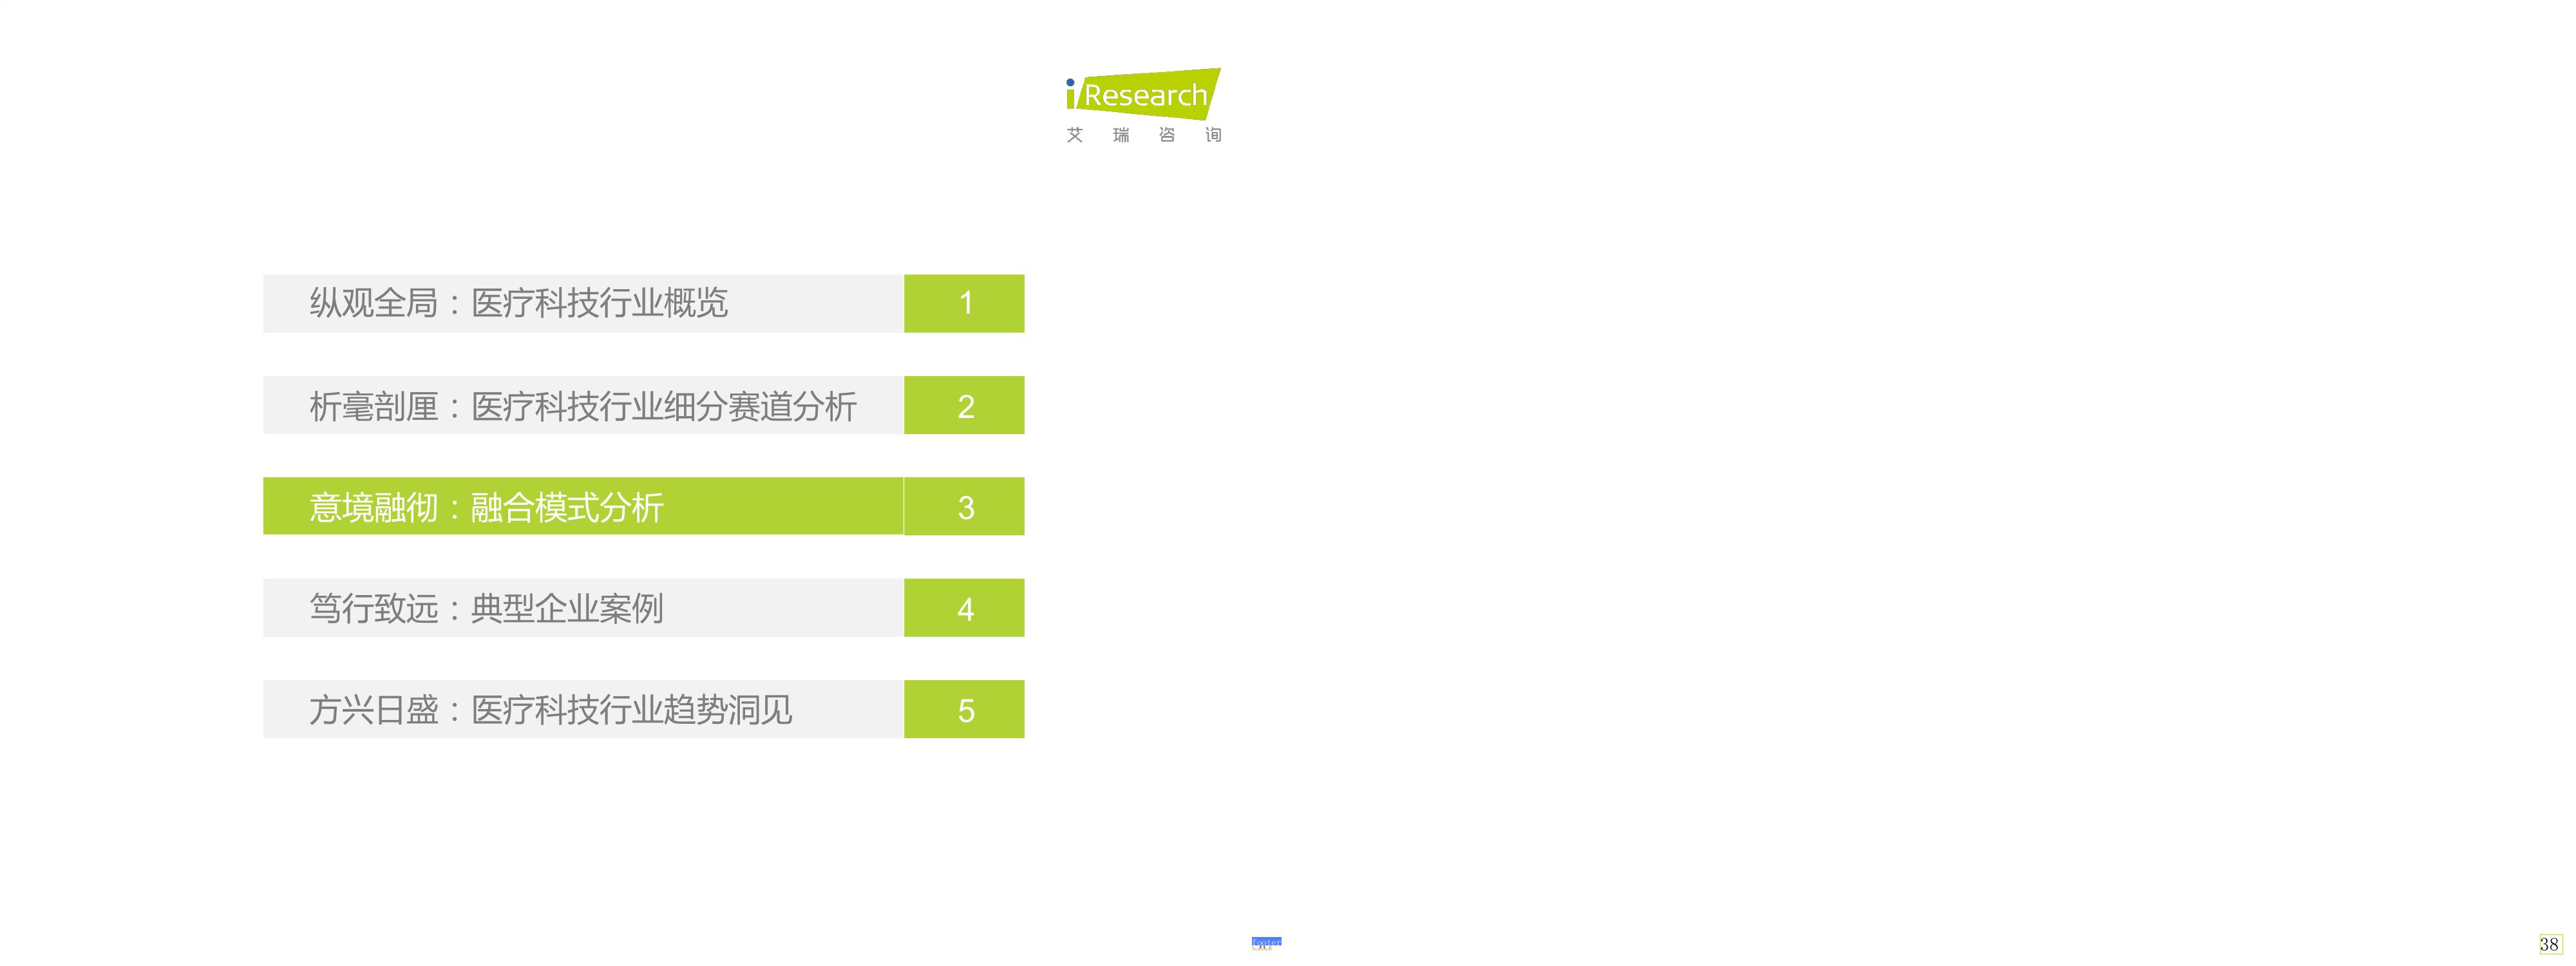 iResearch
艾瑞咨询
纵观全局：医疗科技行业概览 1
析毫剖厘：医疗科技行业细分赛道分析 2
意境融彻：融合模式分析 3
笃行致远：典型企业案例 4
方兴日盛：医疗科技行业趋势洞见 5
footer
38